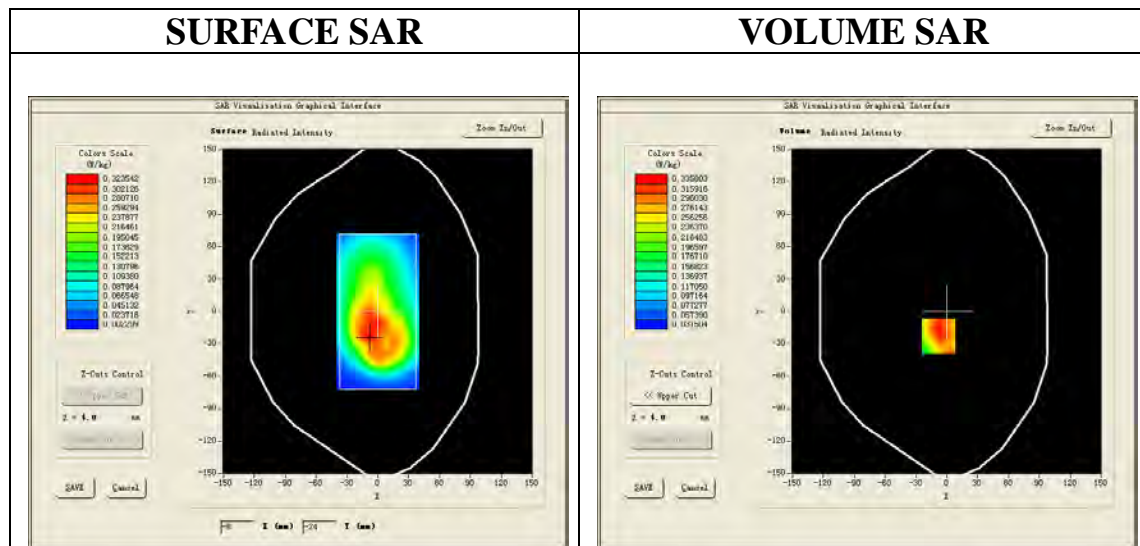 SURFACE SAR
VOLUME SAR
SAR Visualisation Graphical Interface
Surface Radiated Intensity
Zoom In/Out
Colors Scale
(W/kg)
0.323542
0.302126
0.280710
0.259294
0.237877
0.216461
0.195045
0.173629
0.152213
0.130796
0.109380
0.087964
0.066548
0.045132
0.023716
0.002299
150
120
90
60
30
0
-30
-60
-90
-120
-150
-150 -120 -90 -60 -30 0 30 60 90 120 150
X
Z-Cuts Control
Z = 4.0 mm
SAVE
Cancel
X (mm) -24 Y (mm)
SAR Visualisation Graphical Interface
Volume Radiated Intensity
Zoom In/Out
Colors Scale
(W/kg)
0.335803
0.315916
0.296030
0.276143
0.256256
0.236370
0.216483
0.196597
0.176710
0.156823
0.136937
0.117050
0.097164
0.077277
0.057390
0.037504
150
120
90
60
30
0
-30
-60
-90
-120
-150
-150 -120 -90 -60 -30 0 30 60 90 120 150
X
Z-Cuts Control
<< Upper Cut
Z = 4.0 mm
SAVE
Cancel